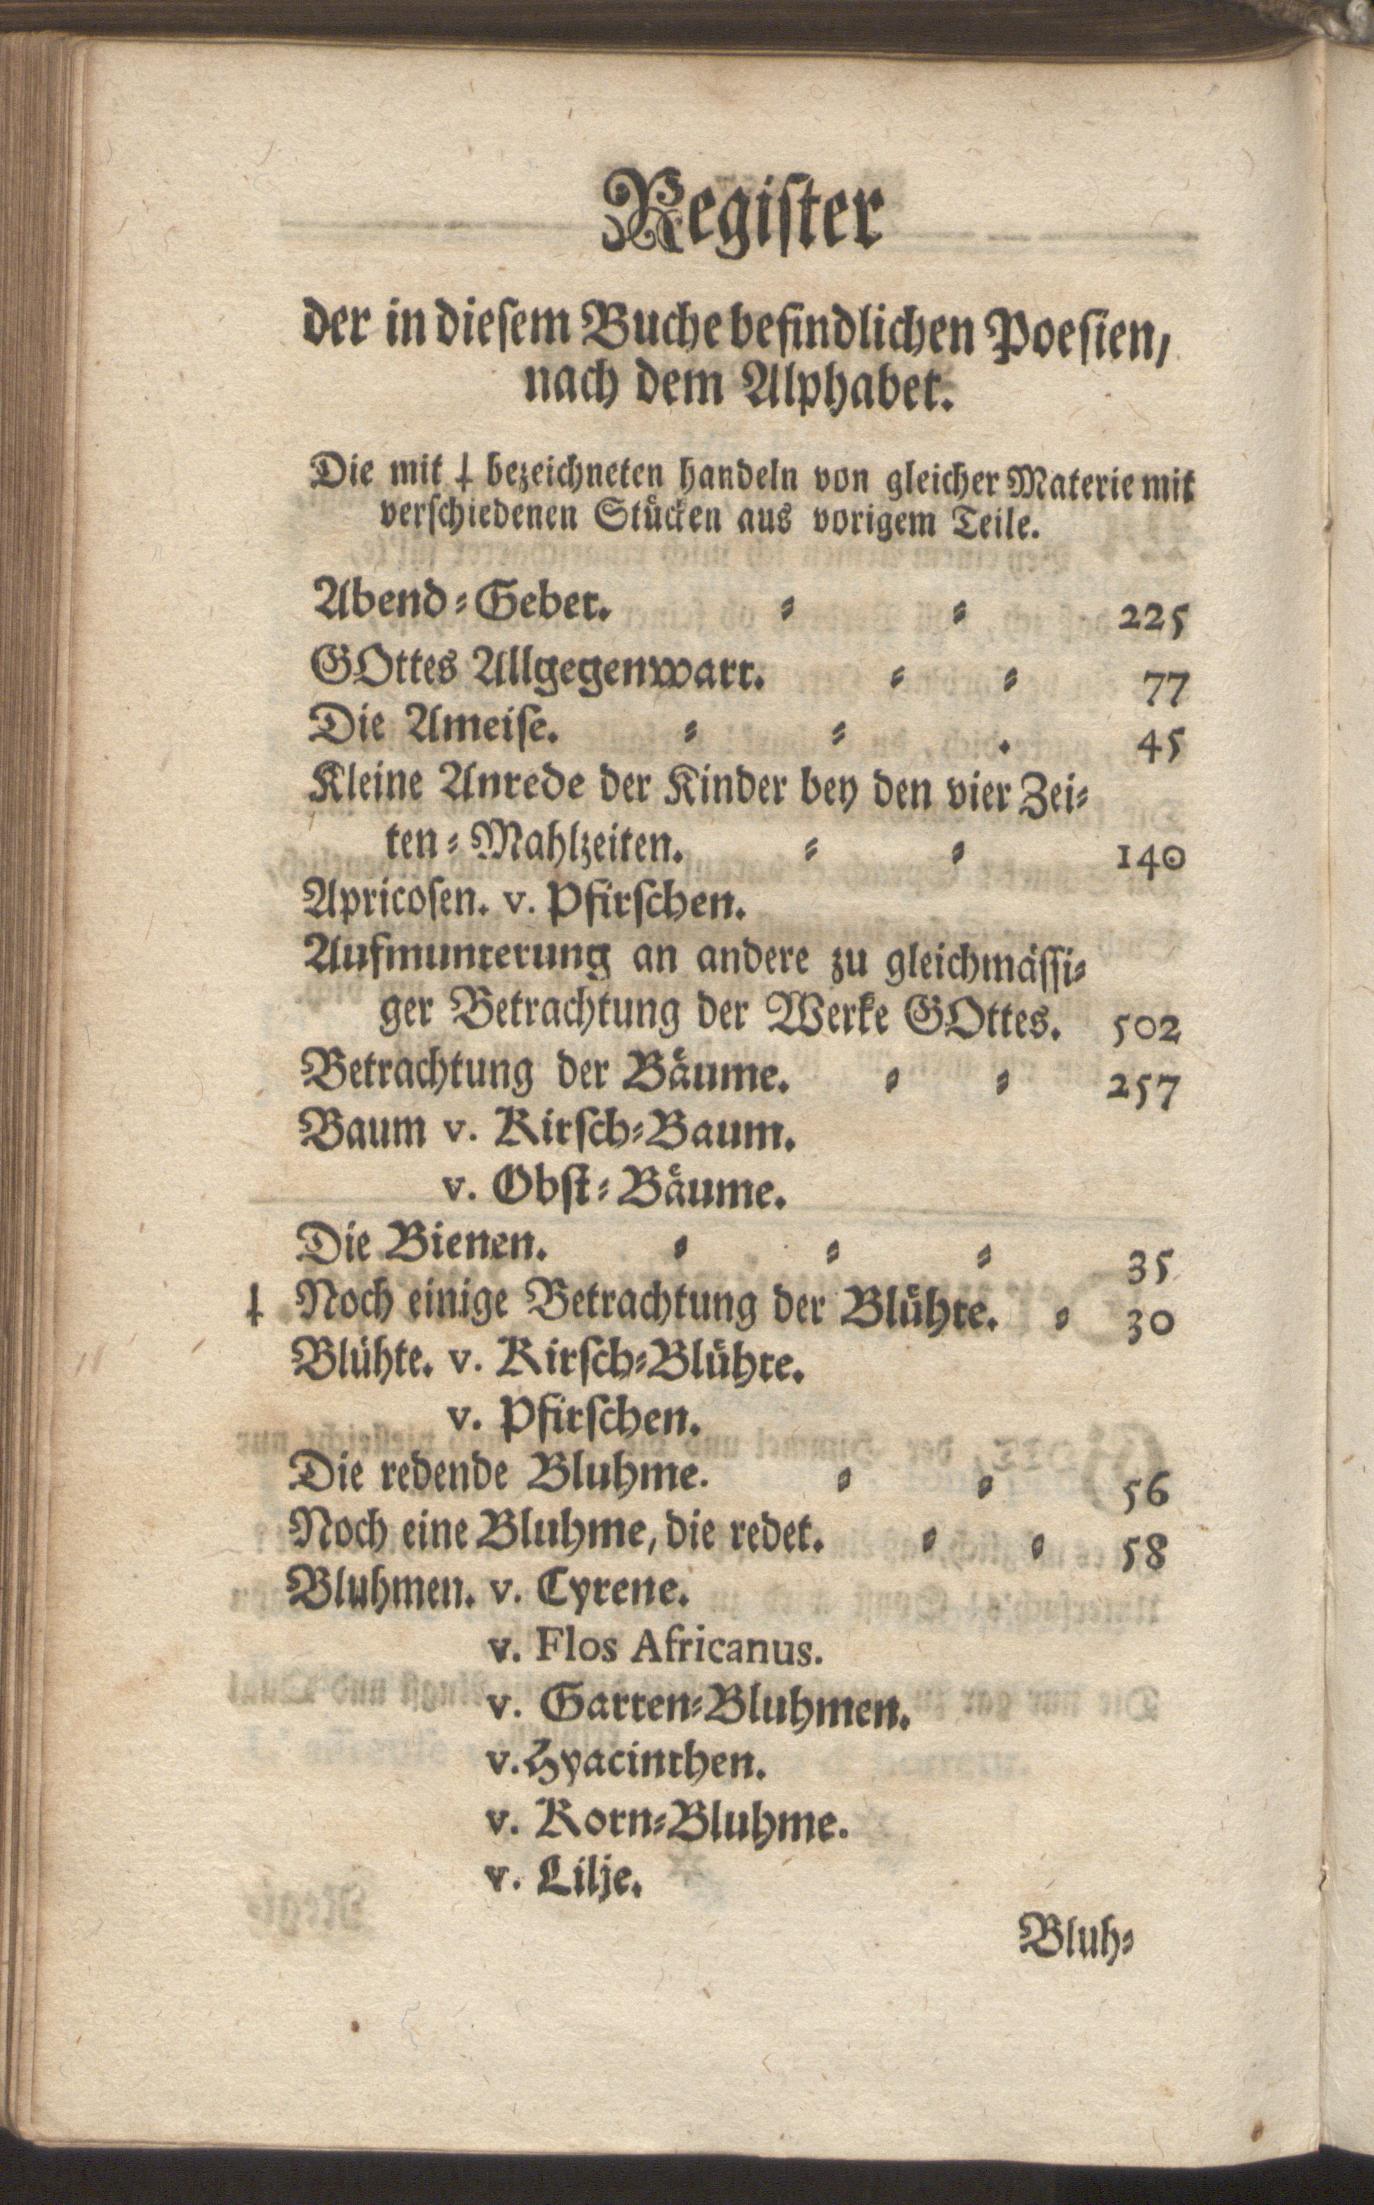 Register
der in diesem Buche befindlichen Poesien,
nach dem Alphabet.
Die mit † bezeichneten handeln von gleicher Materie mit
verschiedenen Stücken aus vorigem Teile.
Abend-Gebet. = = 225
GOttes Allgegenwart. = = 77
Die Ameise. = = . 45
Kleine Anrede der Kinder bey den vier Zei-
ten-Mahlzeiten. = = 140
Apricosen. v. Pfirschen.
Aufmunterung an andere zu gleichmässi-
ger Betrachtung der Werke GOttes. 502
Betrachtung der Bäume. = = 257
Baum v. Kirsch-Baum.
v. Obst-Bäume.
Die Bienen. = = = 35
† Noch einige Betrachtung der Blühte. = 30
Blühte. v. Kirsch-Blühte.
v. Pfirschen.
Die redende Bluhme. = = 56
Noch eine Bluhme, die redet. = = 58
Bluhmen. v. Cyrene.
v. Flos Africanus.
v. Garten-Bluhmen.
v. Hyacinthen.
v. Korn-Bluhme.
v. Lilje.
Bluh-